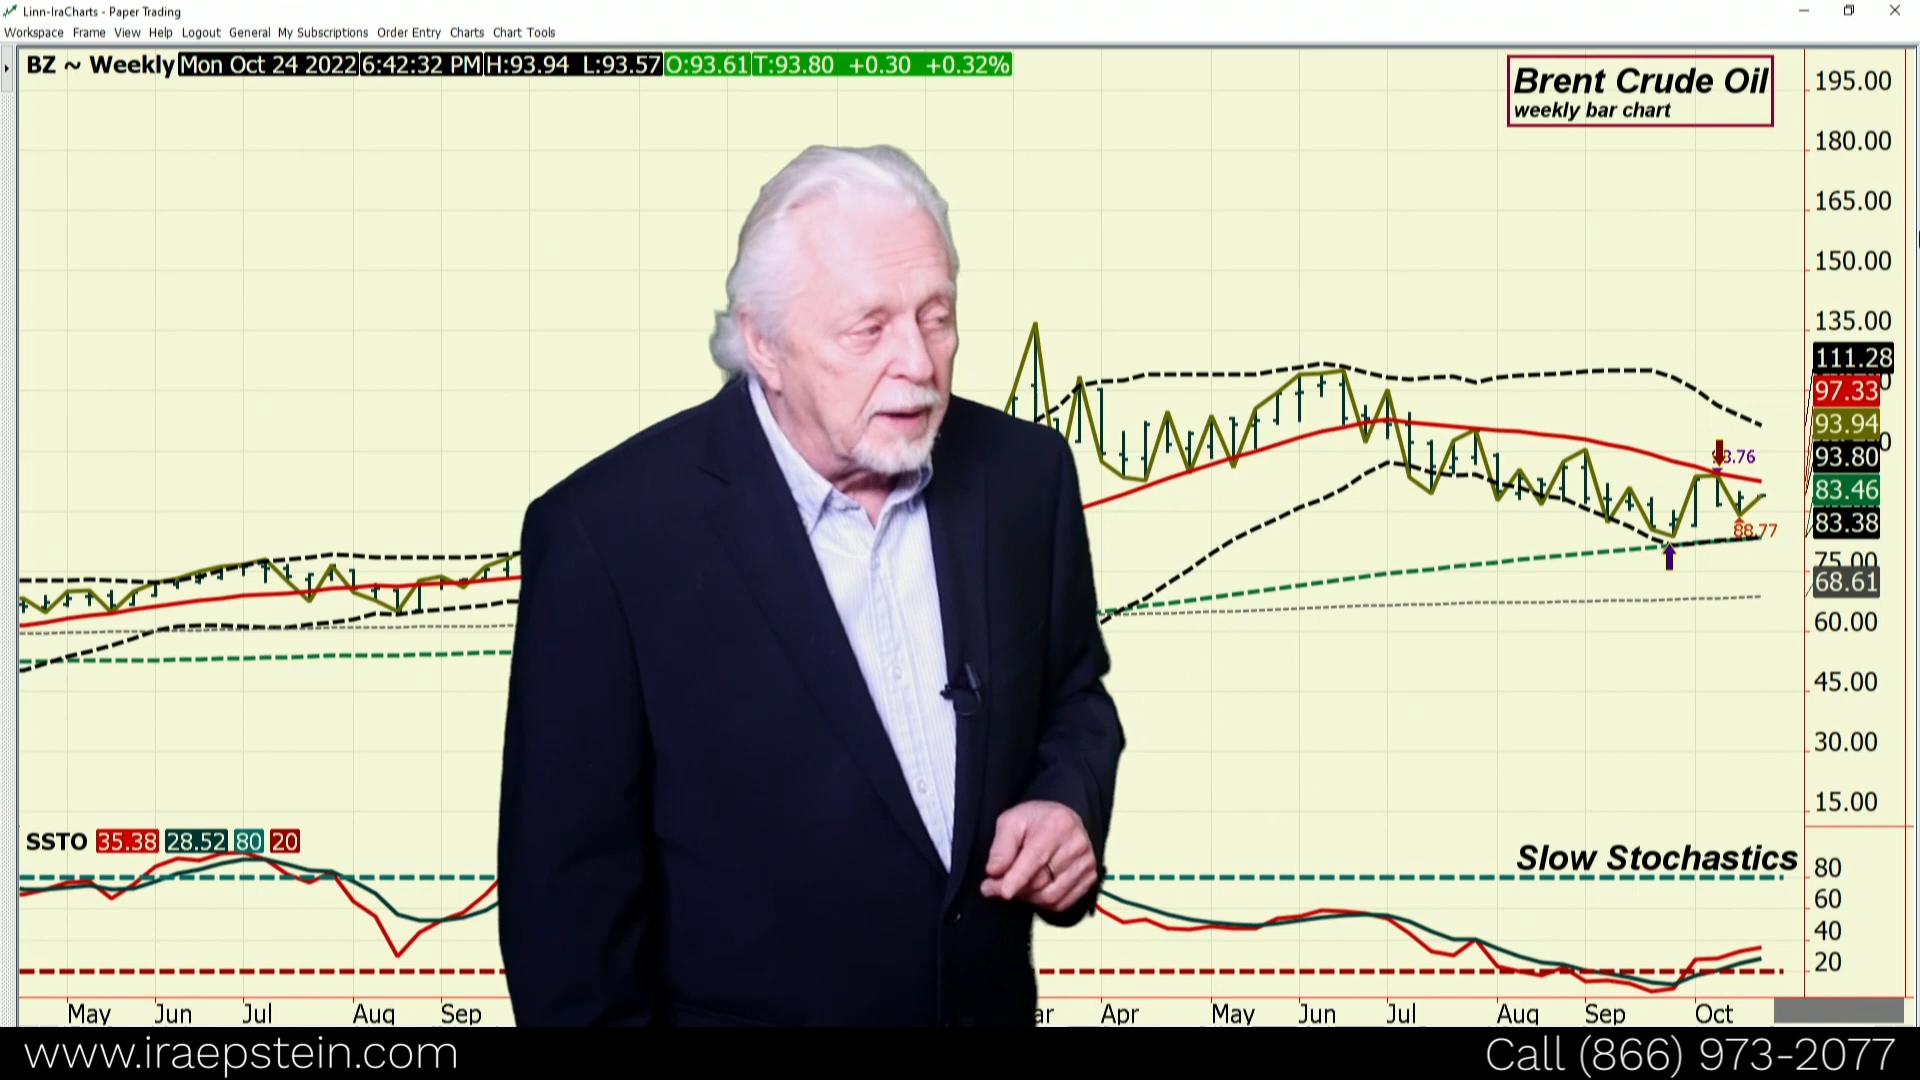 Linn-IraCharts - Paper Trading
Workspace Frame View Help Logout General My Subscriptions Order Entry Charts Chart Tools
BZ ~ Weekly Mon Oct 24 2022 6:42:32 PM H:93.94 L:93.57 O:93.61 T:93.80 +0.30 +0.32%
Brent Crude Oil
weekly bar chart
195.00
180.00
165.00
150.00
135.00
111.28
97.33
93.94
93.80
83.46
83.38
75.00
68.61
60.00
45.00
30.00
15.00
88.77
SSTO 35.38 28.52 80 20
Slow Stochastics
80
60
40
20
May Jun Jul Aug Sep Apr May Jun Jul Aug Sep Oct
www.iraepstein.com
Call (866) 973-2077